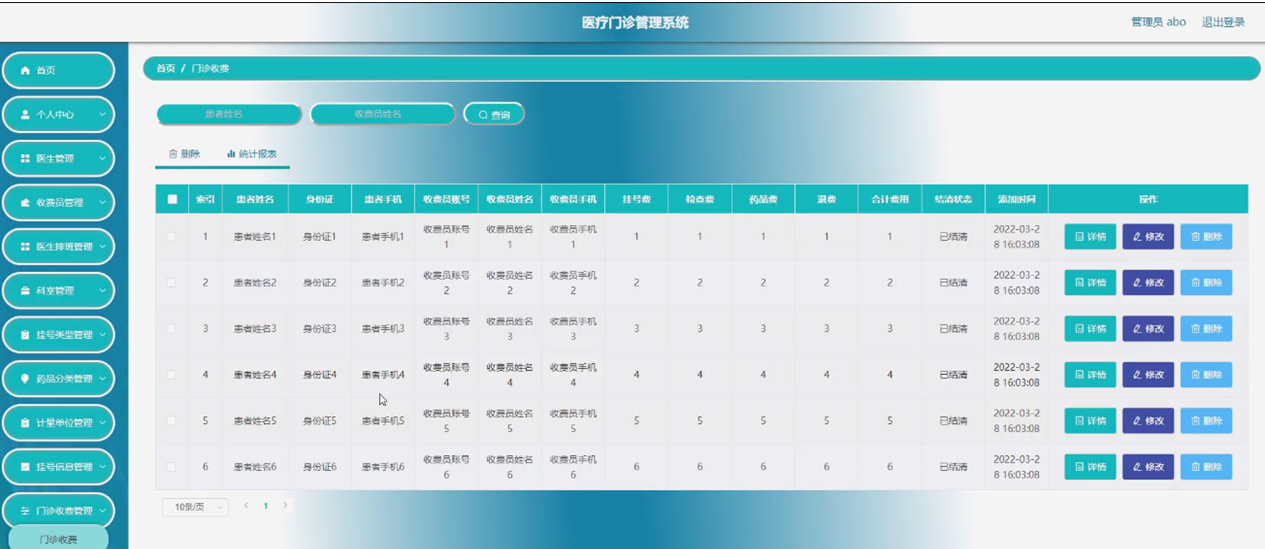 医疗门诊管理系统
管理员 abo 退出登录
首页
个人中心
医生管理
收费员管理
医生排班管理
科室管理
挂号类型管理
药品分类管理
计量单位管理
挂号信息管理
门诊收费管理
门诊收费
首页 / 门诊收费
患者姓名 收费员姓名 查询
删除 统计报表
索引 患者姓名 身份证 患者手机 收费员账号 收费员姓名 收费员手机 挂号费 检查费 药品费 退费 合计费用 结清状态 添加时间 操作
1 患者姓名1 身份证1 患者手机1 收费员账号1 收费员姓名1 收费员手机1 1 1 1 1 1 已结清 2022-03-28 16:03:08 详情 修改 删除
2 患者姓名2 身份证2 患者手机2 收费员账号2 收费员姓名2 收费员手机2 2 2 2 2 2 已结清 2022-03-28 16:03:08 详情 修改 删除
3 患者姓名3 身份证3 患者手机3 收费员账号3 收费员姓名3 收费员手机3 3 3 3 3 3 已结清 2022-03-28 16:03:08 详情 修改 删除
4 患者姓名4 身份证4 患者手机4 收费员账号4 收费员姓名4 收费员手机4 4 4 4 4 4 已结清 2022-03-28 16:03:08 详情 修改 删除
5 患者姓名5 身份证5 患者手机5 收费员账号5 收费员姓名5 收费员手机5 5 5 5 5 5 已结清 2022-03-28 16:03:08 详情 修改 删除
6 患者姓名6 身份证6 患者手机6 收费员账号6 收费员姓名6 收费员手机6 6 6 6 6 6 已结清 2022-03-28 16:03:08 详情 修改 删除
10条/页 1